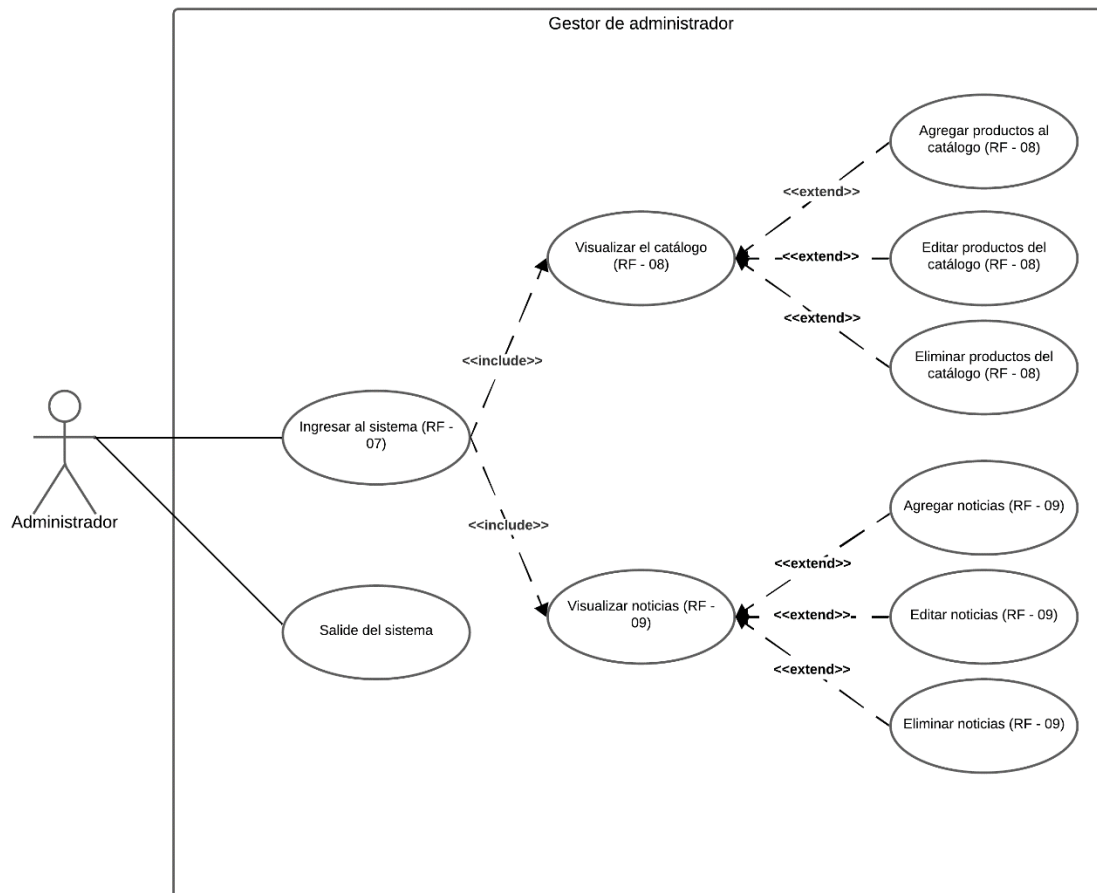 Gestor de administrador
Agregar productos al
catálogo (RF - 08)
<<extend>>
Visualizar el catálogo
(RF - 08)
<<extend>>
Editar productos del
catálogo (RF - 08)
<<extend>>
Eliminar productos del
catálogo (RF - 08)
<<include>>
Ingresar al sistema (RF -
07)
Administrador
<<include>>
Agregar noticias (RF - 09)
<<extend>>
Visualizar noticias (RF -
09)
<<extend>>
Editar noticias (RF - 09)
<<extend>>
Salide del sistema
Eliminar noticias (RF - 09)